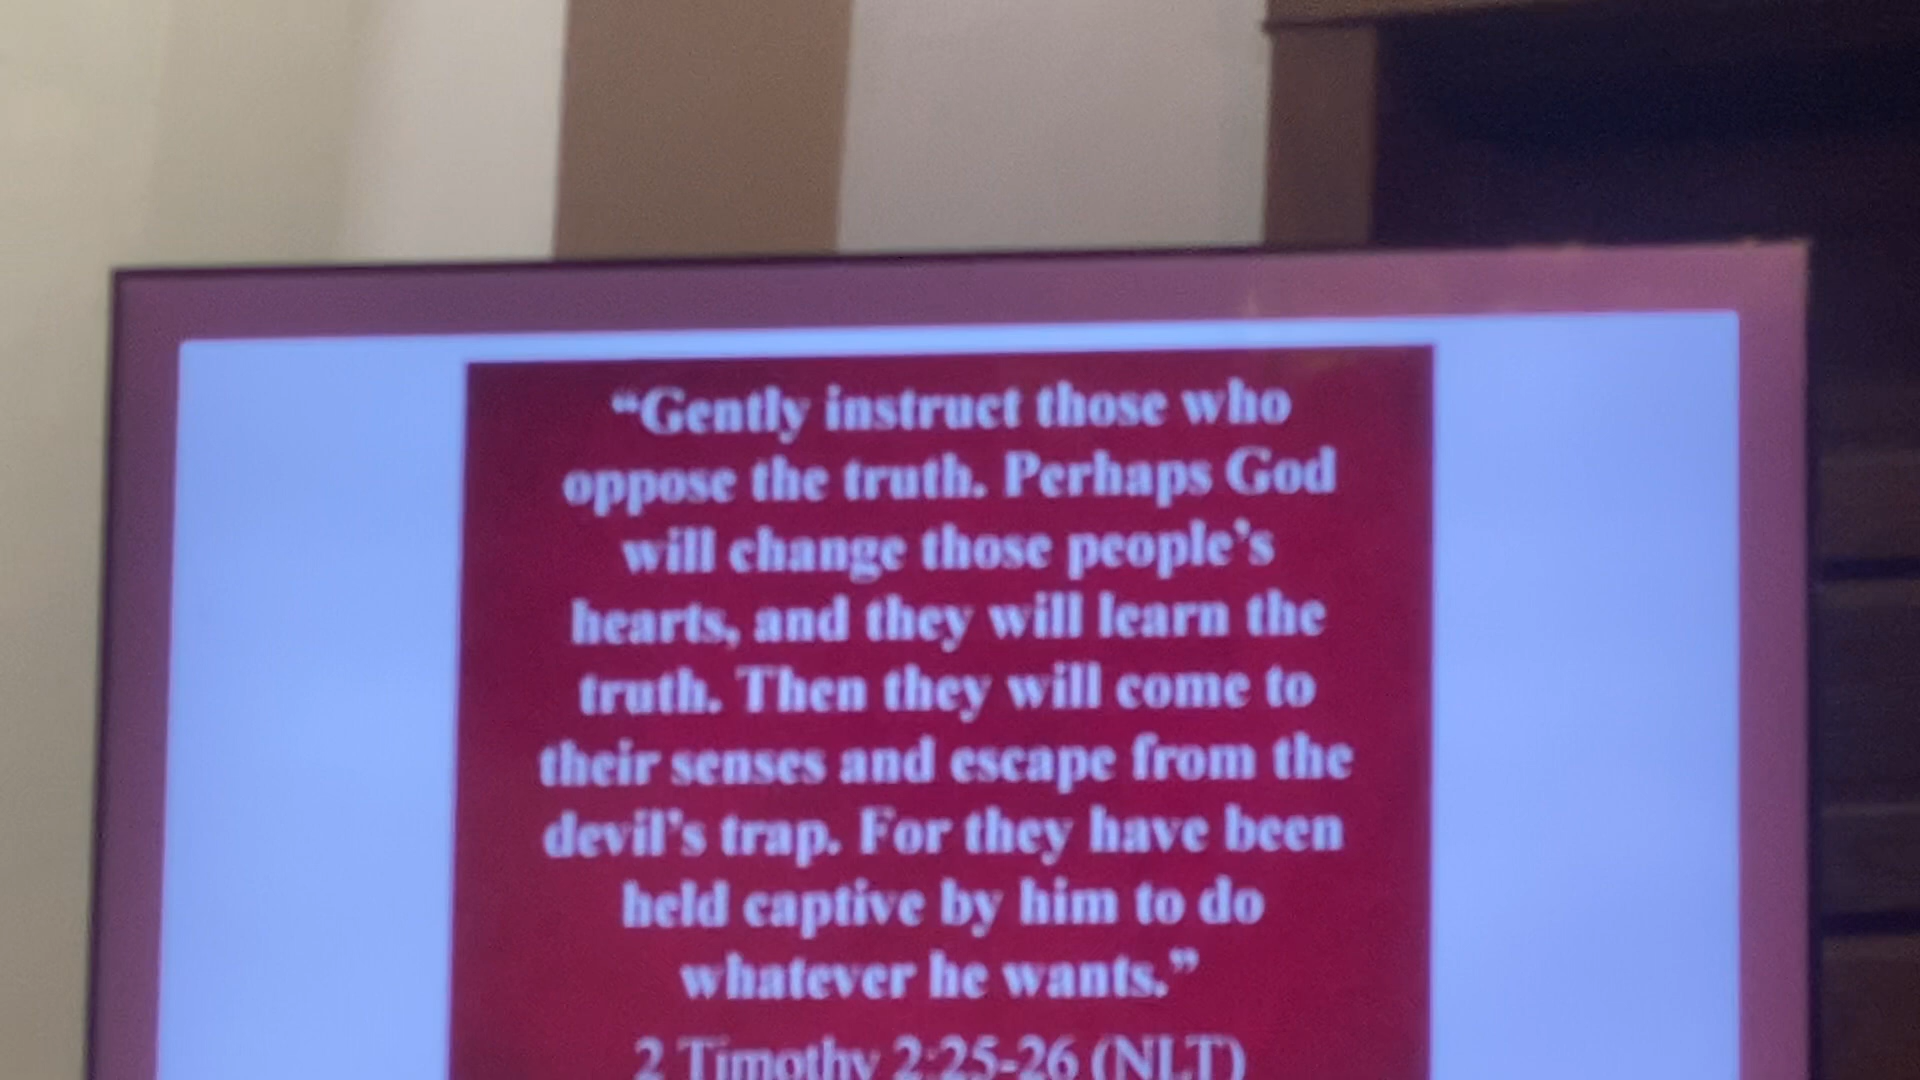 “Gently instruct those who
oppose the truth. Perhaps God
will change those people’s
hearts, and they will learn the
truth. Then they will come to
their senses and escape from the
devil’s trap. For they have been
held captive by him to do
whatever he wants.”
2 Timothy 2:25-26 (NLT)